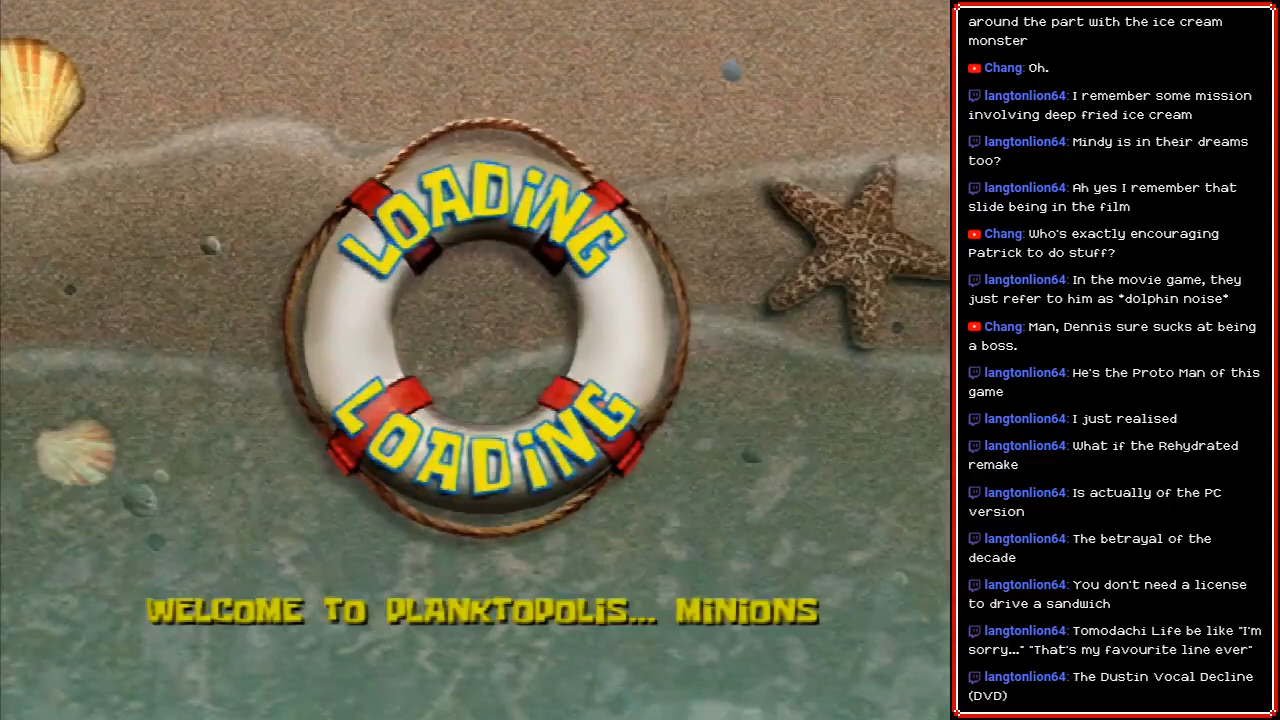 LOADING
LOADING
WELCOME TO PLANKTOPOLIS... MINIONS
around the part with the ice cream
monster
Chang: Oh.
langtonlion64: I remember some mission
involving deep fried ice cream
langtonlion64: Mindy is in their dreams
too?
langtonlion64: Ah yes I remember that
slide being in the film
Chang: Who's exactly encouraging
Patrick to do stuff?
langtonlion64: In the movie game, they
just refer to him as *dolphin noise*
Chang: Man, Dennis sure sucks at being
a boss.
langtonlion64: He's the Proto Man of this
game
langtonlion64: I just realised
langtonlion64: What if the Rehydrated
remake
langtonlion64: Is actually of the PC
version
langtonlion64: The betrayal of the
decade
langtonlion64: You don't need a license
to drive a sandwich
langtonlion64: Tomodachi Life be like "I'm
sorry..." "That's my favourite line ever"
langtonlion64: The Dustin Vocal Decline
(DVD)